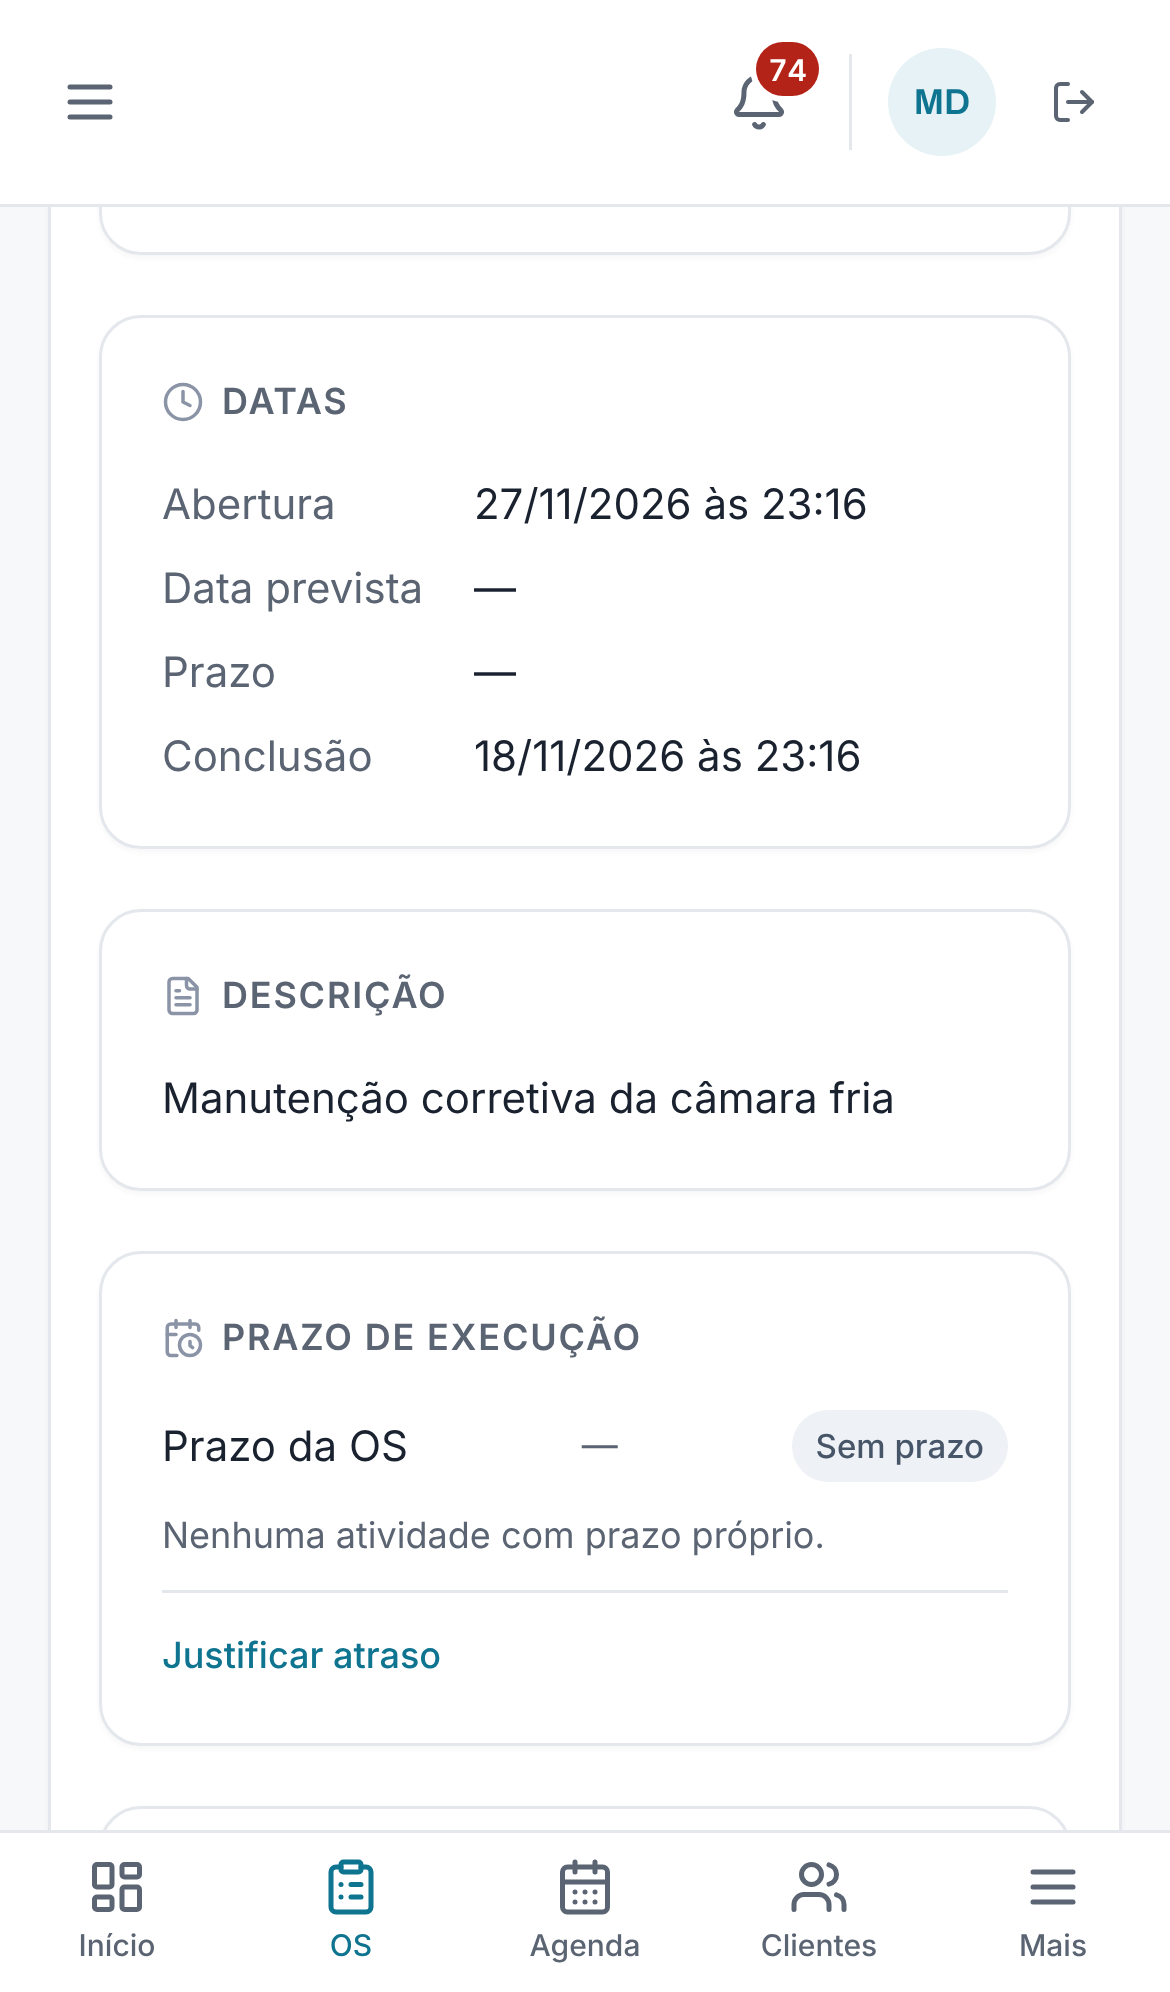 74
MD
DATAS
Abertura 27/11/2026 às 23:16
Data prevista —
Prazo —
Conclusão 18/11/2026 às 23:16
DESCRIÇÃO
Manutenção corretiva da câmara fria
PRAZO DE EXECUÇÃO
Prazo da OS — Sem prazo
Nenhuma atividade com prazo próprio.
Justificar atraso
Início OS Agenda Clientes Mais